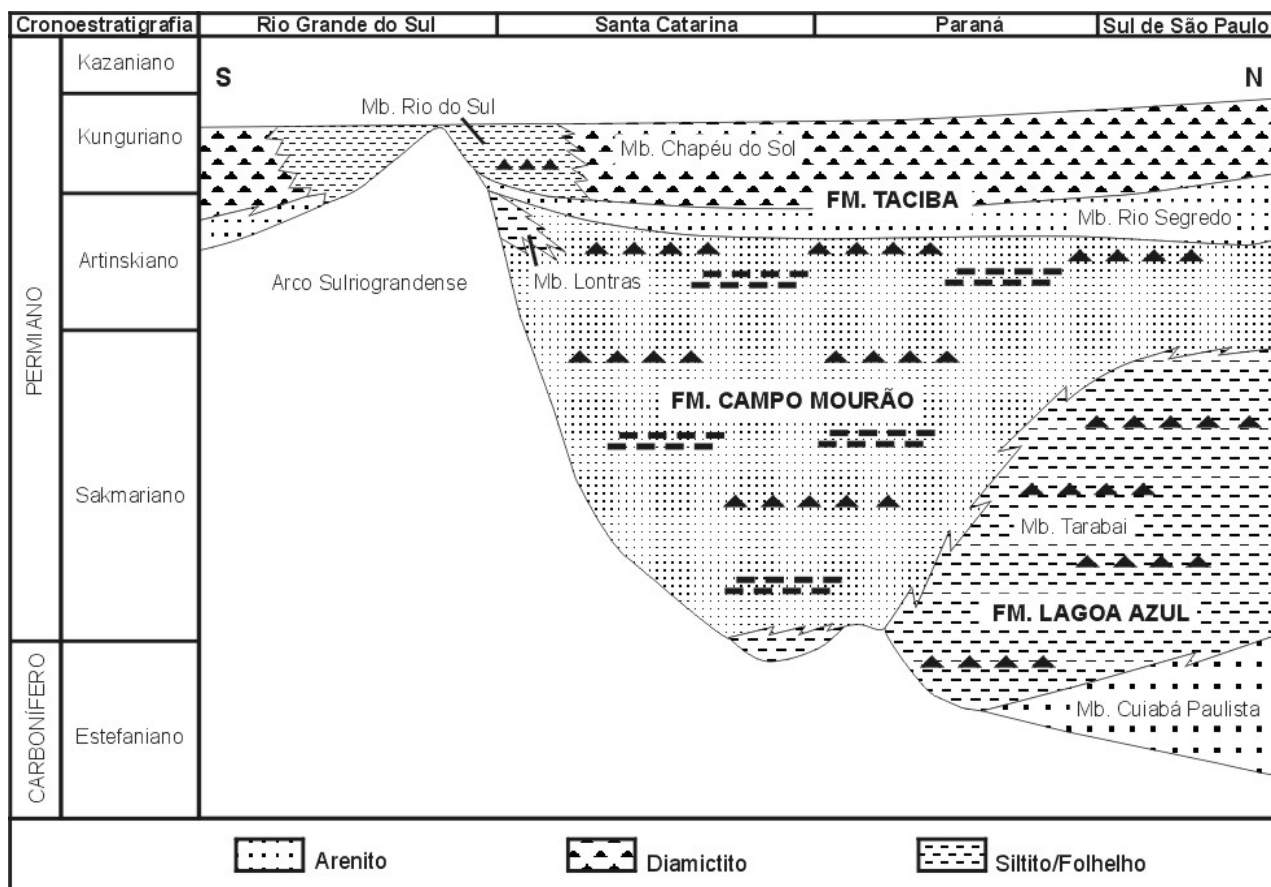 Cronoestratigrafia
Rio Grande do Sul
Santa Catarina
Paraná
Sul de São Paulo
PERMIANO
Kazaniano
Kunguriano
Artinskiano
Sakmariano
CARBONÍFERO
Estefaniano
S
N
Mb. Rio do Sul
Mb. Chapéu do Sol
FM. TACIBA
Mb. Rio Segredo
Arco Sulriograndense
Mb. Lontras
FM. CAMPO MOURÃO
Mb. Tarabai
FM. LAGOA AZUL
Mb. Cuiabá Paulista
Arenito
Diamictito
Siltito/Folhelho